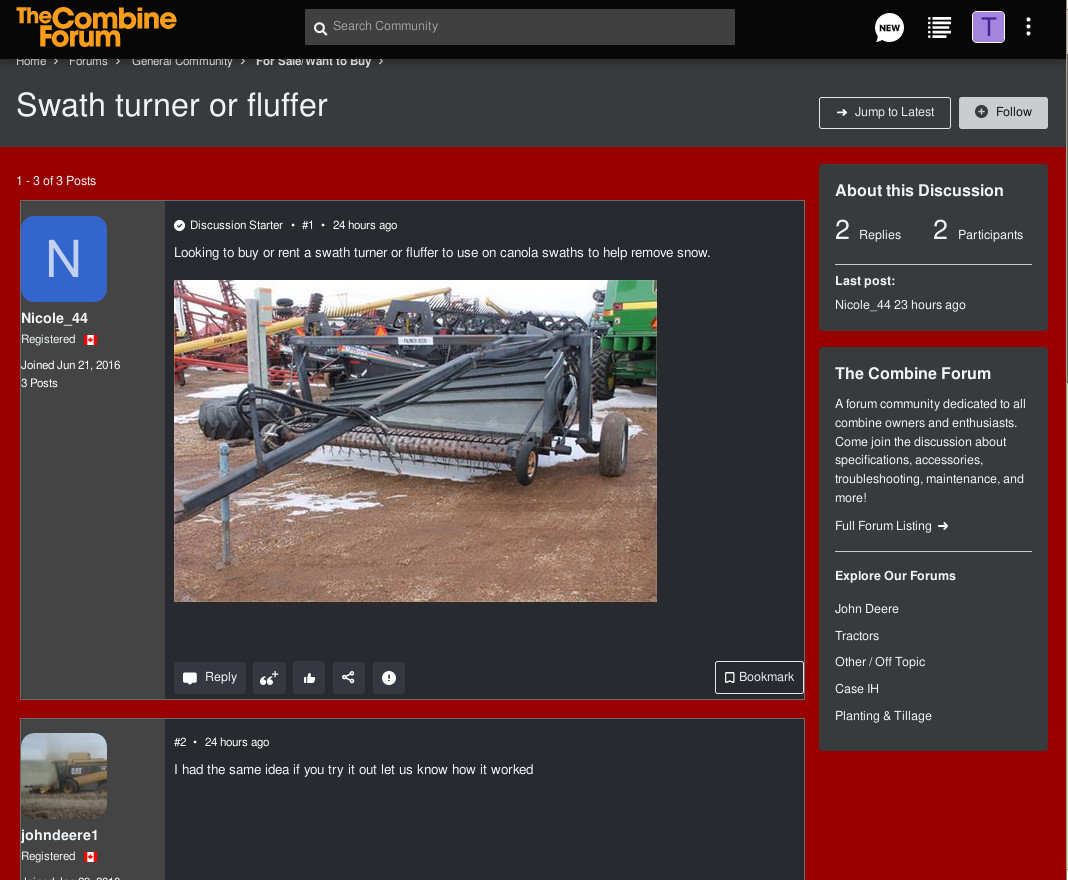 TheCombine
Forum
Search Community
NEW
T
Home > Forums > General Community > For Sale/Want to Buy >
Swath turner or fluffer
Jump to Latest
Follow
1 - 3 of 3 Posts
N
Nicole_44
Registered
Joined Jun 21, 2016
3 Posts
Discussion Starter • #1 • 24 hours ago
Looking to buy or rent a swath turner or fluffer to use on canola swaths to help remove snow.
Reply
Bookmark
#2 • 24 hours ago
I had the same idea if you try it out let us know how it worked
CAT
johndeere1
Registered
About this Discussion
2 Replies 2 Participants
Last post:
Nicole_44 23 hours ago
The Combine Forum
A forum community dedicated to all
combine owners and enthusiasts.
Come join the discussion about
specifications, accessories,
troubleshooting, maintenance, and
more!
Full Forum Listing
Explore Our Forums
John Deere
Tractors
Other / Off Topic
Case IH
Planting & Tillage